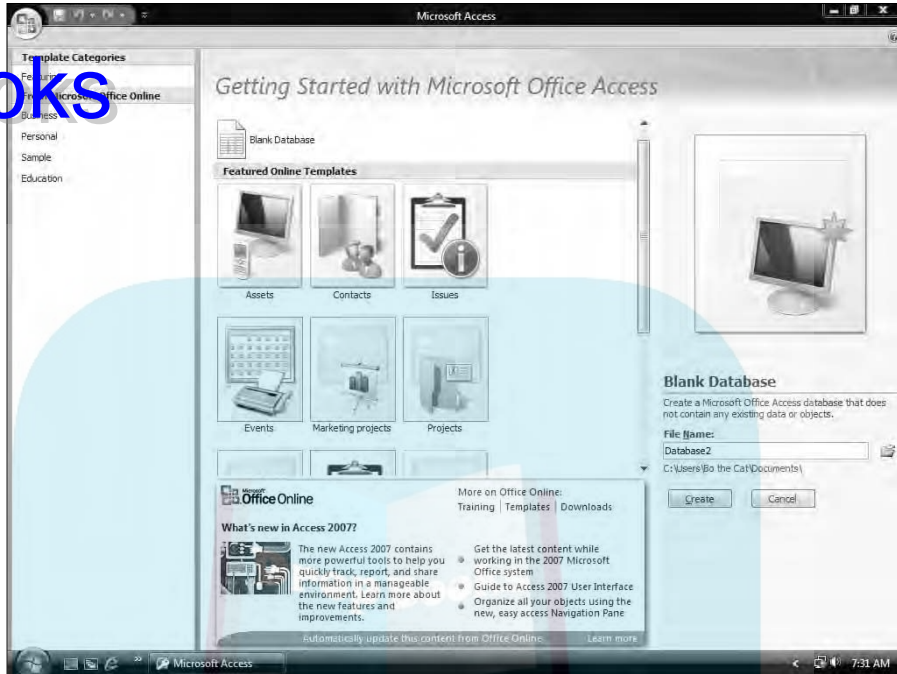 Microsoft Access
Template Categories
Featuring
From Microsoft Office Online
Business
Personal
Sample
Education
oks
Getting Started with Microsoft Office Access
Blank Database
Featured Online Templates
Assets
Contacts
Issues
Events
Marketing projects
Projects
Blank Database
Create a Microsoft Office Access database that does
not contain any existing data or objects.
File Name:
Database2
C:\Users\Bo the Cat\Documents\
Create
Cancel
Microsoft
Office Online
More on Office Online:
Training | Templates | Downloads
What's new in Access 2007?
The new Access 2007 contains
more powerful tools to help you
quickly track, report, and share
information in a manageable
environment. Learn more about
the new features and
improvements.
Get the latest content while
working in the 2007 Microsoft
Office system
Guide to Access 2007 User Interface
Organize all your objects using the
new, easy access Navigation Pane
Automatically update this content from Office Online
Learn more
Microsoft Access
7:31 AM